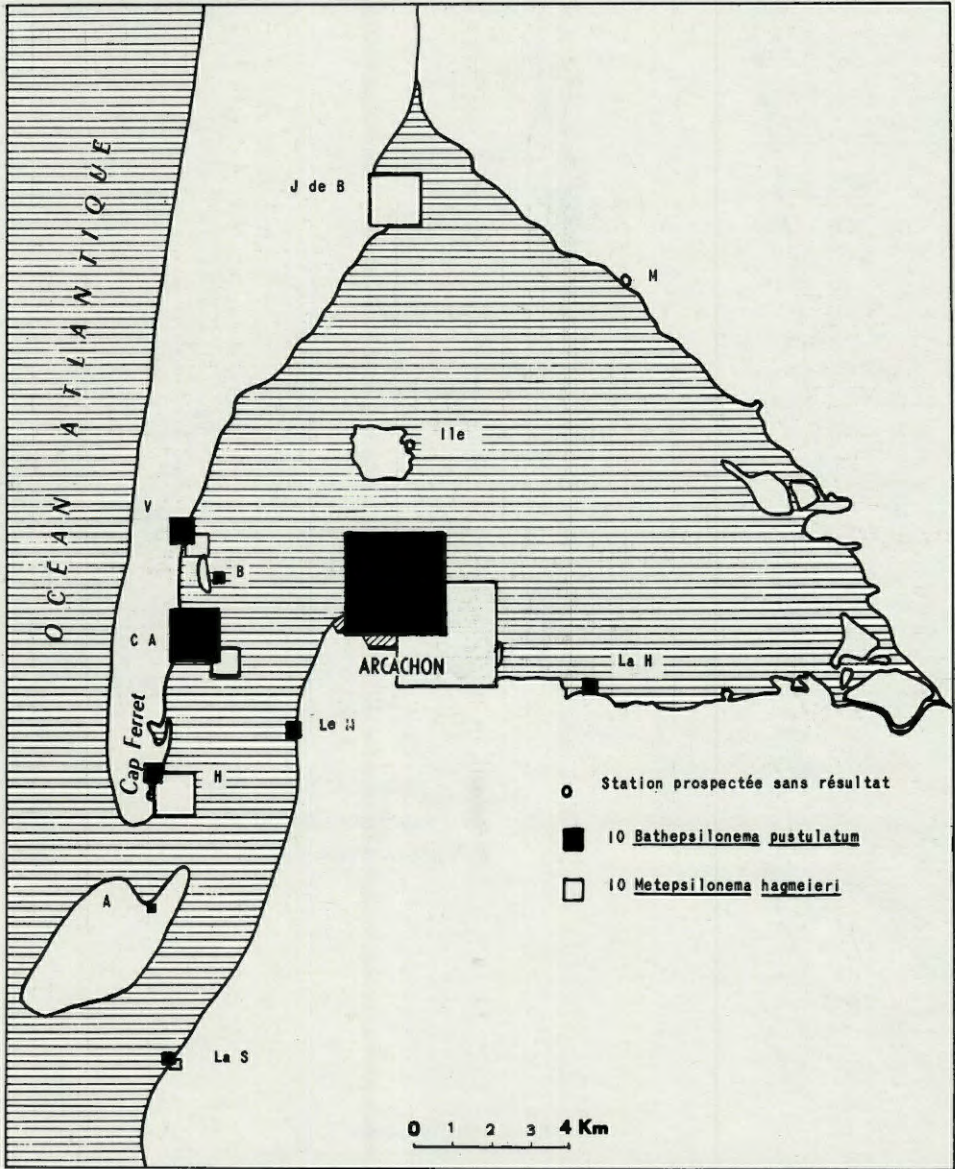 OCÉAN ATLANTIQUE
J de B
M
Ile
V
B
C A
ARCACHON
La H
Cap Ferret
Le
H
Station prospectée sans résultat
10 Bathepsilonema pustulatum
10 Metepsilonema hagmeieri
A
La S
0 1 2 3 4 Km